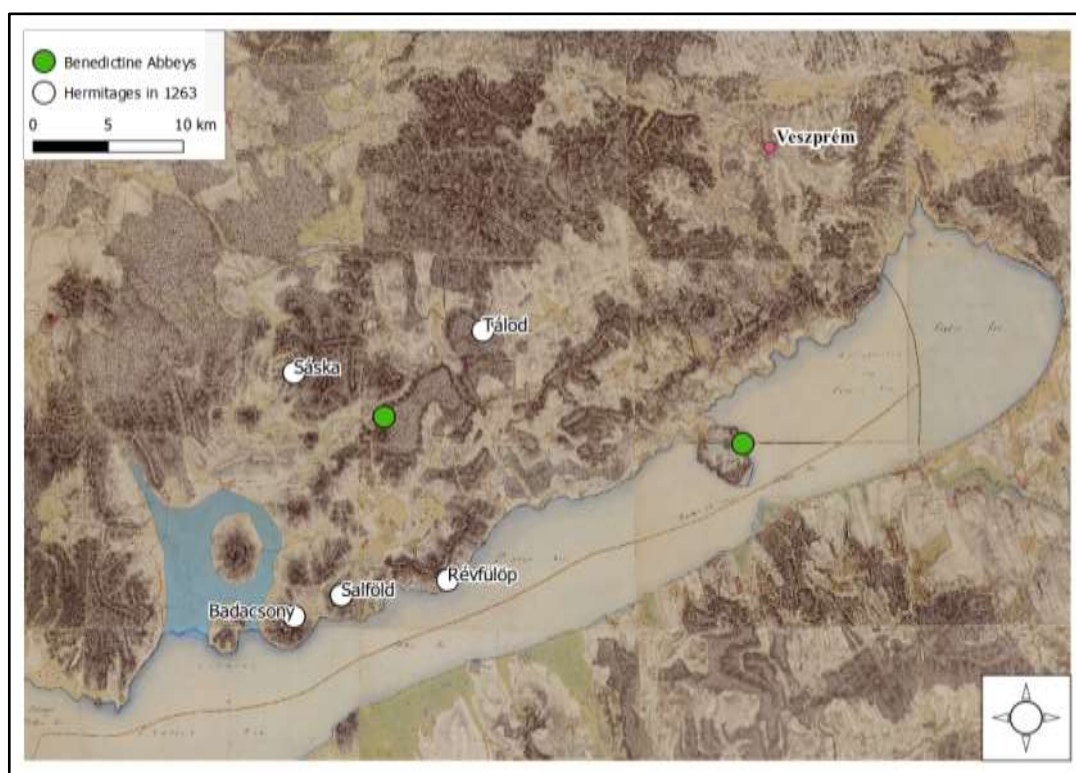 Benedictine Abbeys
Hermitages in 1263
0 5 10 km
Veszprém
Tálod
Sáska
Révfülöp
Salföld
Badacsony